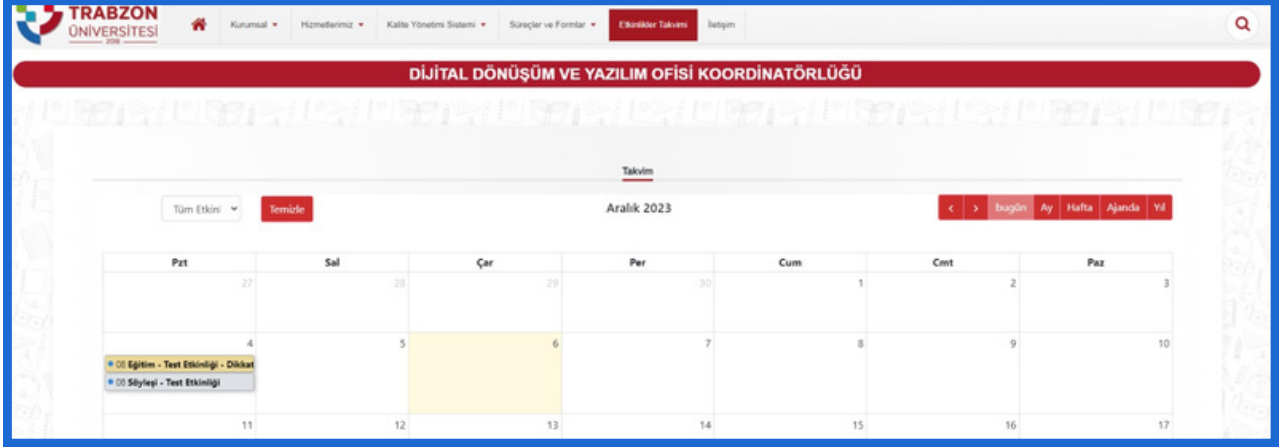 TRABZON
ÜNİVERSİTESİ
2018
Kurumsal
Hizmetlerimiz
Kalite Yönetimi Sistemi
Süreçler ve Formlar
Etkinlikler Takvimi
İletişim
DİJİTAL DÖNÜŞÜM VE YAZILIM OFİSİ KOORDİNATÖRLÜĞÜ
Takvim
Tüm Etkinl
Temizle
Aralık 2023
< > bugün Ay Hafta Ajanda Yıl
Pzt Sal Çar Per Cum Cmt Paz
27 28 29 30 1 2 3
4 5 6 7 8 9 10
08 Eğitim - Test Etkinliği - Dikkat
08 Söyleşi - Test Etkinliği
11 12 13 14 15 16 17